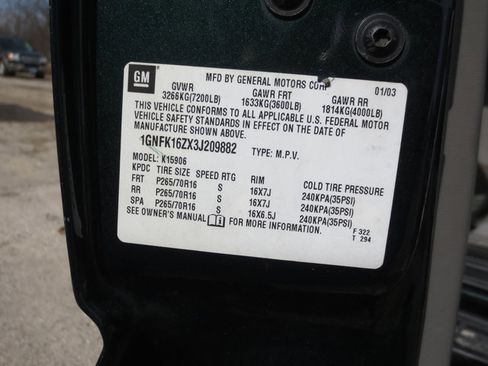 GM
MFD BY GENERAL MOTORS CORP 01/03
GVWR GAWR FRT GAWR RR
3266KG(7200LB) 1633KG(3600LB) 1814KG(4000LB)
THIS VEHICLE CONFORMS TO ALL APPLICABLE U.S. FEDERAL MOTOR
VEHICLE SAFETY STANDARDS IN EFFECT ON THE DATE OF
MANUFACTURE SHOWN ABOVE.
1GNFK16ZX3J209882 TYPE: M.P.V.
MODEL: K15906
KPDC TIRE SIZE SPEED RTG RIM COLD TIRE PRESSURE
FRT P265/70R16 S 16X7J 240KPA(35PSI)
RR P265/70R16 S 16X7J 240KPA(35PSI)
SPA P265/70R16 S 16X6.5J 240KPA(35PSI)
SEE OWNER'S MANUAL FOR MORE INFORMATION.
F 322
T 294